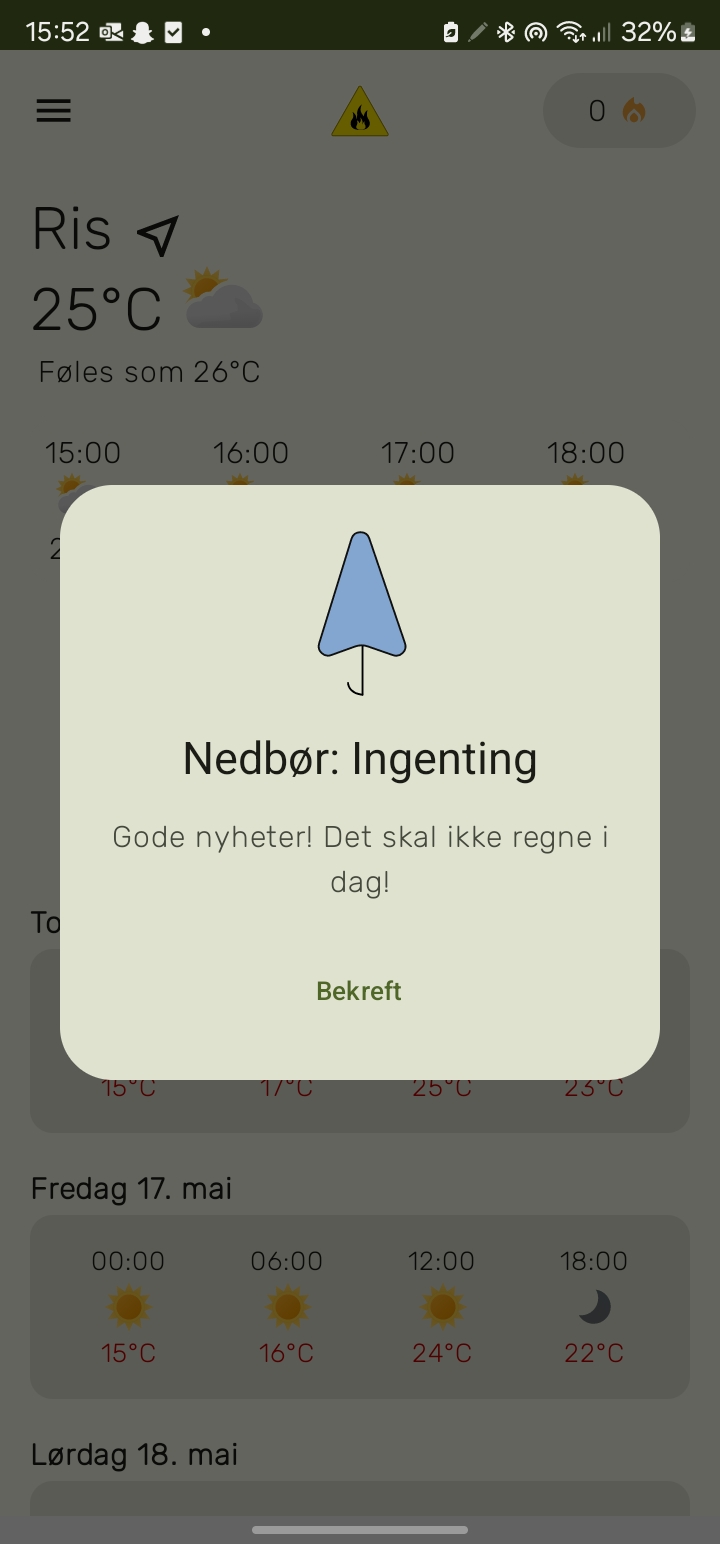 15:52
32%
0
Ris
25°C
Føles som 26°C
15:00 16:00 17:00 18:00
Nedbør: Ingenting
Gode nyheter! Det skal ikke regne i
dag!
Bekreft
15°C 17°C 25°C 23°C
Fredag 17. mai
00:00 06:00 12:00 18:00
15°C 16°C 24°C 22°C
Lørdag 18. mai